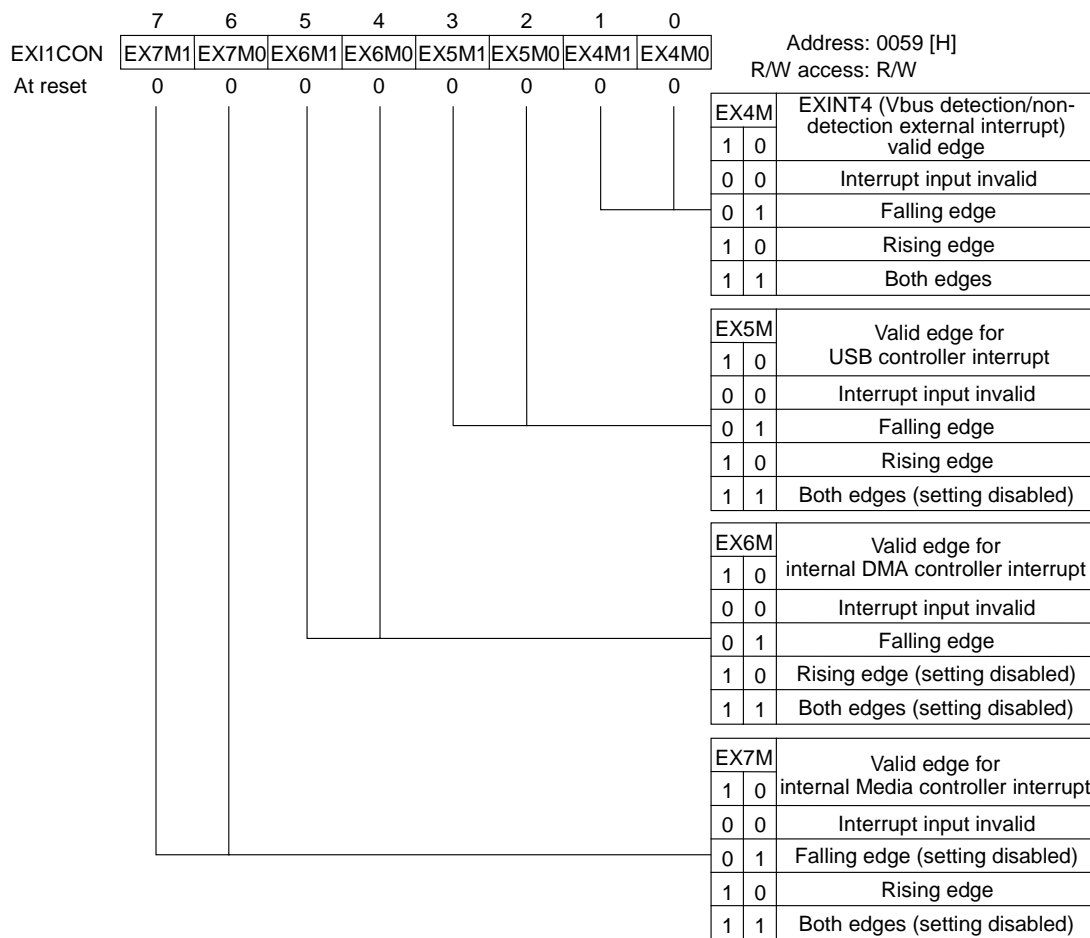 7 6 5 4 3 2 1 0
EXI1CON EX7M1 EX7M0 EX6M1 EX6M0 EX5M1 EX5M0 EX4M1 EX4M0
At reset 0 0 0 0 0 0 0 0
Address: 0059 [H]
R/W access: R/W
EX4M EXINT4 (Vbus detection/non-
detection external interrupt)
1 0 valid edge
0 0 Interrupt input invalid
0 1 Falling edge
1 0 Rising edge
1 1 Both edges
EX5M Valid edge for
1 0 USB controller interrupt
0 0 Interrupt input invalid
0 1 Falling edge
1 0 Rising edge
1 1 Both edges (setting disabled)
EX6M Valid edge for
1 0 internal DMA controller interrupt
0 0 Interrupt input invalid
0 1 Falling edge
1 0 Rising edge (setting disabled)
1 1 Both edges (setting disabled)
EX7M Valid edge for
1 0 internal Media controller interrupt
0 0 Interrupt input invalid
0 1 Falling edge (setting disabled)
1 0 Rising edge
1 1 Both edges (setting disabled)